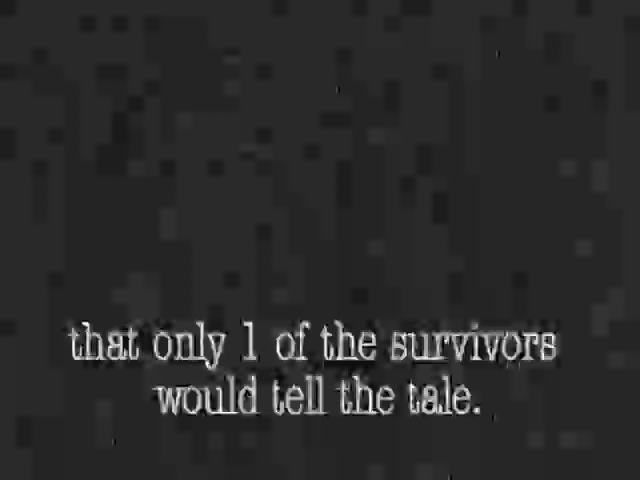 that only 1 of the survivors
would tell the tale.